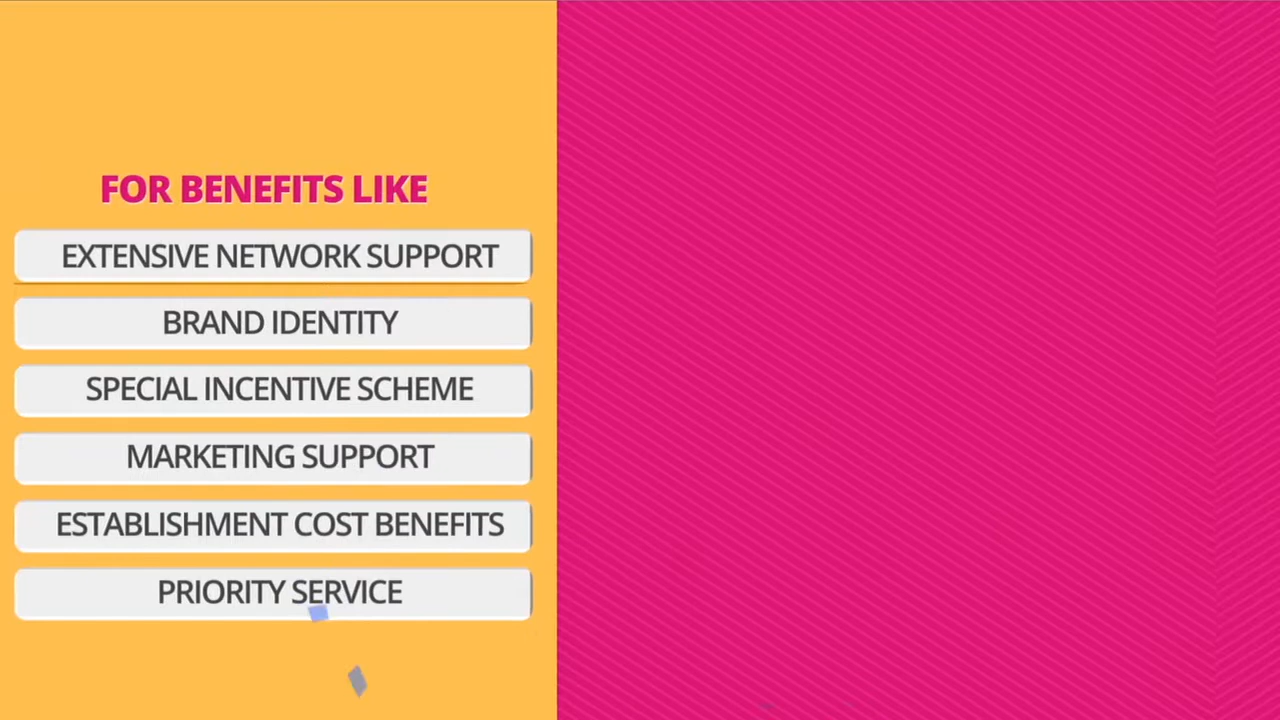 FOR BENEFITS LIKE
EXTENSIVE NETWORK SUPPORT
BRAND IDENTITY
SPECIAL INCENTIVE SCHEME
MARKETING SUPPORT
ESTABLISHMENT COST BENEFITS
PRIORITY SERVICE